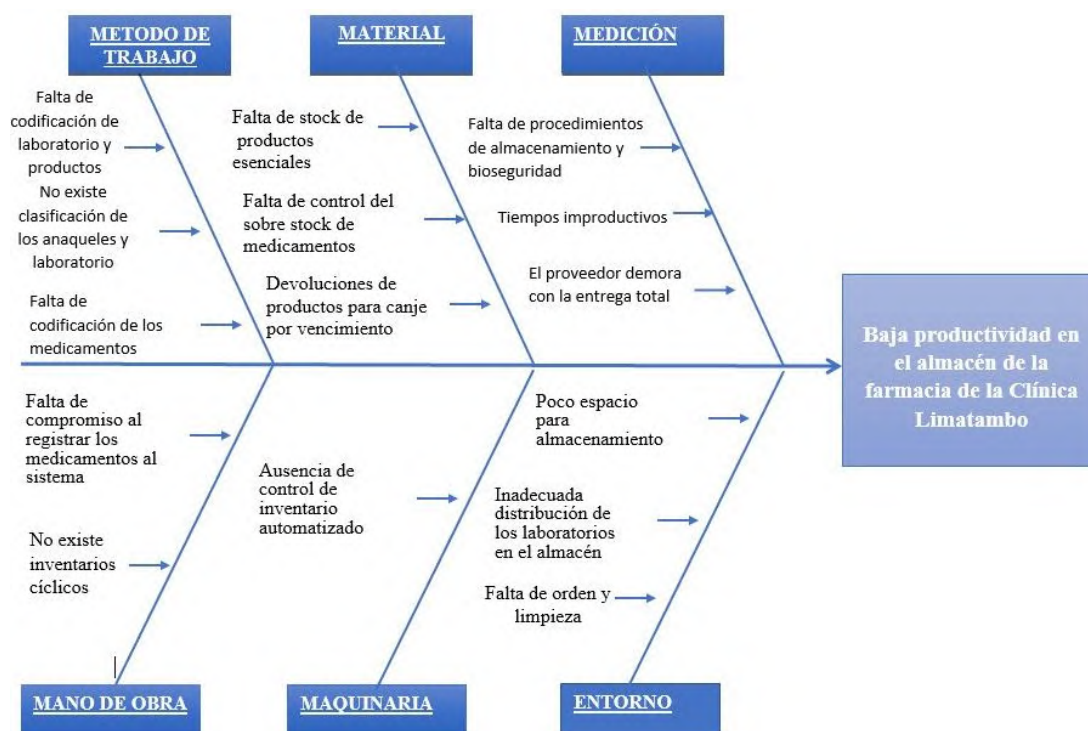 METODO DE
TRABAJO
MATERIAL
MEDICIÓN
Falta de
codificación de
laboratorio y
productos
No existe
clasificación de
los anaqueles y
laboratorio
Falta de
codificación de los
medicamentos
Falta de stock de
productos
esenciales
Falta de control del
sobre stock de
medicamentos
Devoluciones de
productos para canje
por vencimiento
Falta de procedimientos
de almacenamiento y
bioseguridad
Tiempos improductivos
El proveedor demora
con la entrega total
Baja productividad en
el almacén de la
farmacia de la Clínica
Limatambo
Falta de
compromiso al
registrar los
medicamentos al
sistema
No existe
inventarios
cíclicos
Ausencia de
control de
inventario
automatizado
Poco espacio
para
almacenamiento
Inadecuada
distribución de
los laboratorios
en el almacén
Falta de orden y
limpieza
MANO DE OBRA
MAQUINARIA
ENTORNO